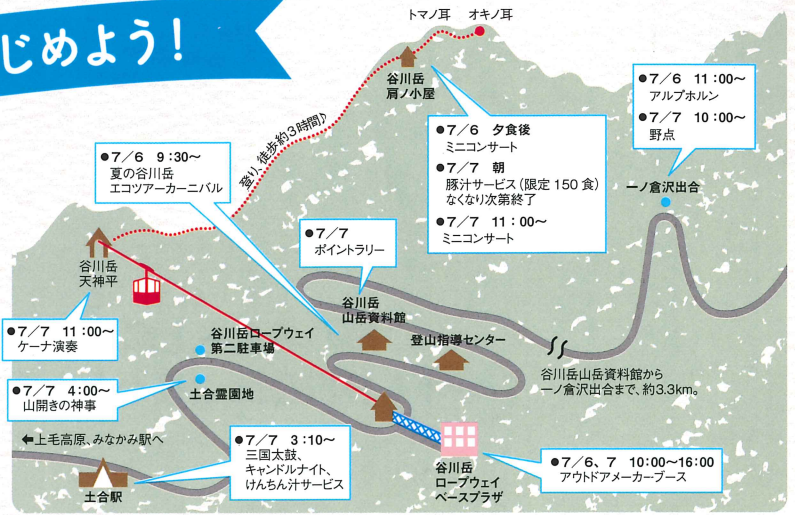 じめよう!
トマノ耳
オキノ耳
谷川岳
肩ノ小屋
登り、徒歩約3時間♪
●7/6 11:00〜
アルプホルン
●7/7 10:00〜
野点
●7/6 夕食後
ミニコンサート
●7/7 朝
豚汁サービス(限定150食)
なくなり次第終了
●7/7 11:00〜
ミニコンサート
●7/6 9:30〜
夏の谷川岳
エコツアーカーニバル
一ノ倉沢出合
●7/7
ポイントラリー
谷川岳
天神平
谷川岳
山岳資料館
登山指導センター
●7/7 11:00〜
ケーナ演奏
谷川岳ロープウェイ
第二駐車場
谷川岳山岳資料館から
一ノ倉沢出合まで、約3.3km。
●7/7 4:00〜
山開きの神事
土合霊園地
←上毛高原、みなかみ駅へ
●7/7 3:10〜
三国太鼓、
キャンドルナイト、
けんちん汁サービス
土合駅
谷川岳
ロープウェイ
ベースプラザ
●7/6、7 10:00〜16:00
アウトドアメーカーブース